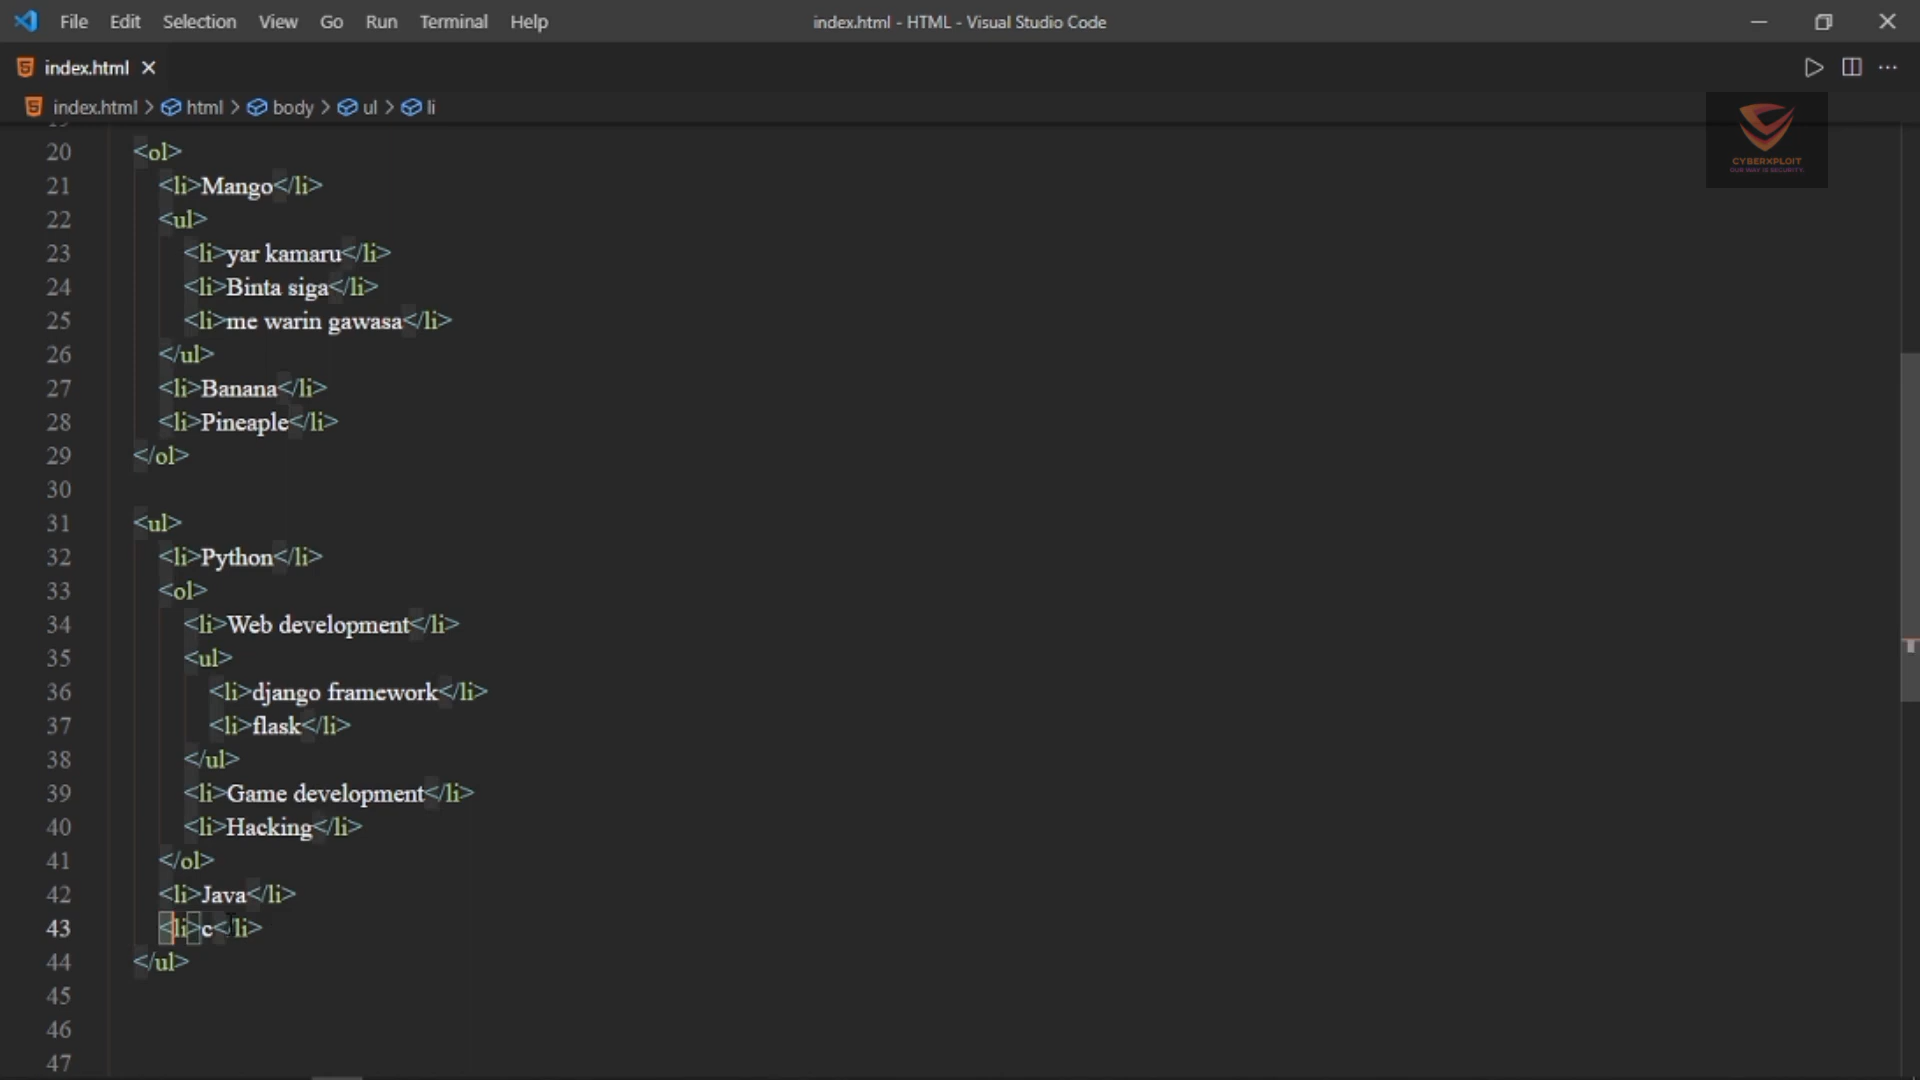 File Edit Selection View Go Run Terminal Help index.html - HTML - Visual Studio Code
index.html
index.html > html > body > ul > li
CYBERXPLOIT
OUR WAY IS SECURITY
20 <ol>
21 <li>Mango</li>
22 <ul>
23 <li>yar kamaru</li>
24 <li>Binta siga</li>
25 <li>me warin gawasa</li>
26 </ul>
27 <li>Banana</li>
28 <li>Pineaple</li>
29 </ol>
30
31 <ul>
32 <li>Python</li>
33 <ol>
34 <li>Web development</li>
35 <ul>
36 <li>django framework</li>
37 <li>flask</li>
38 </ul>
39 <li>Game development</li>
40 <li>Hacking</li>
41 </ol>
42 <li>Java</li>
43 <li>c</li>
44 </ul>
45
46
47